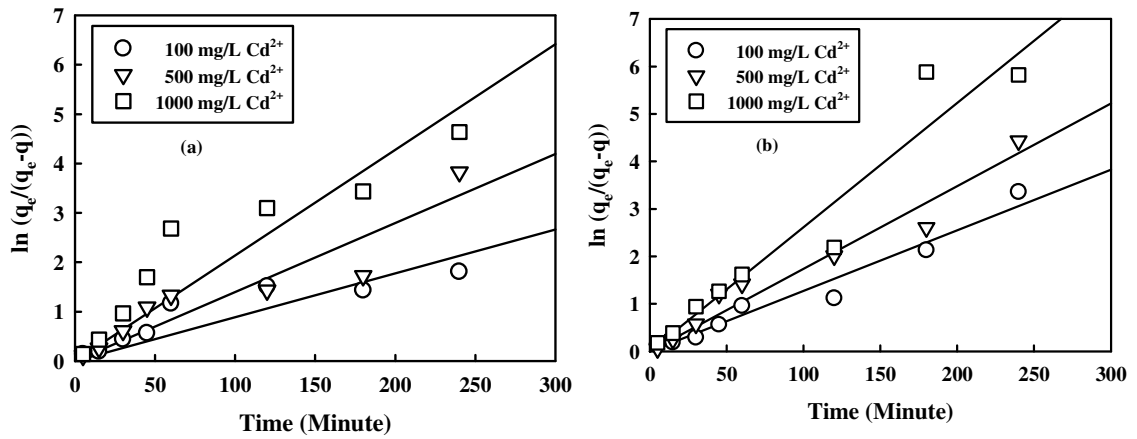 7
6
5
4
3
2
1
0
ln (qₑ/(qₑ-q))
100 mg/L Cd²⁺
500 mg/L Cd²⁺
1000 mg/L Cd²⁺
(a)
0 50 100 150 200 250 300
Time (Minute)
7
6
5
4
3
2
1
0
ln (qₑ/(qₑ-q))
100 mg/L Cd²⁺
500 mg/L Cd²⁺
1000 mg/L Cd²⁺
(b)
0 50 100 150 200 250 300
Time (Minute)